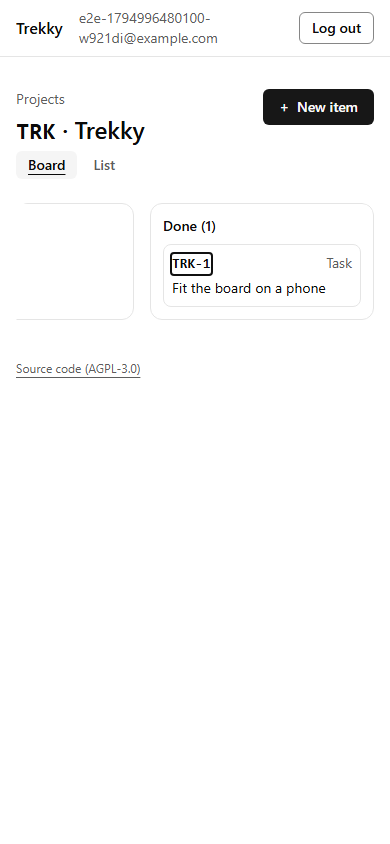 Trekky
e2e-1794996480100-
w921di@example.com
Log out
Projects
+ New item
TRK · Trekky
Board
List
Done (1)
TRK-1
Task
Fit the board on a phone
Source code (AGPL-3.0)